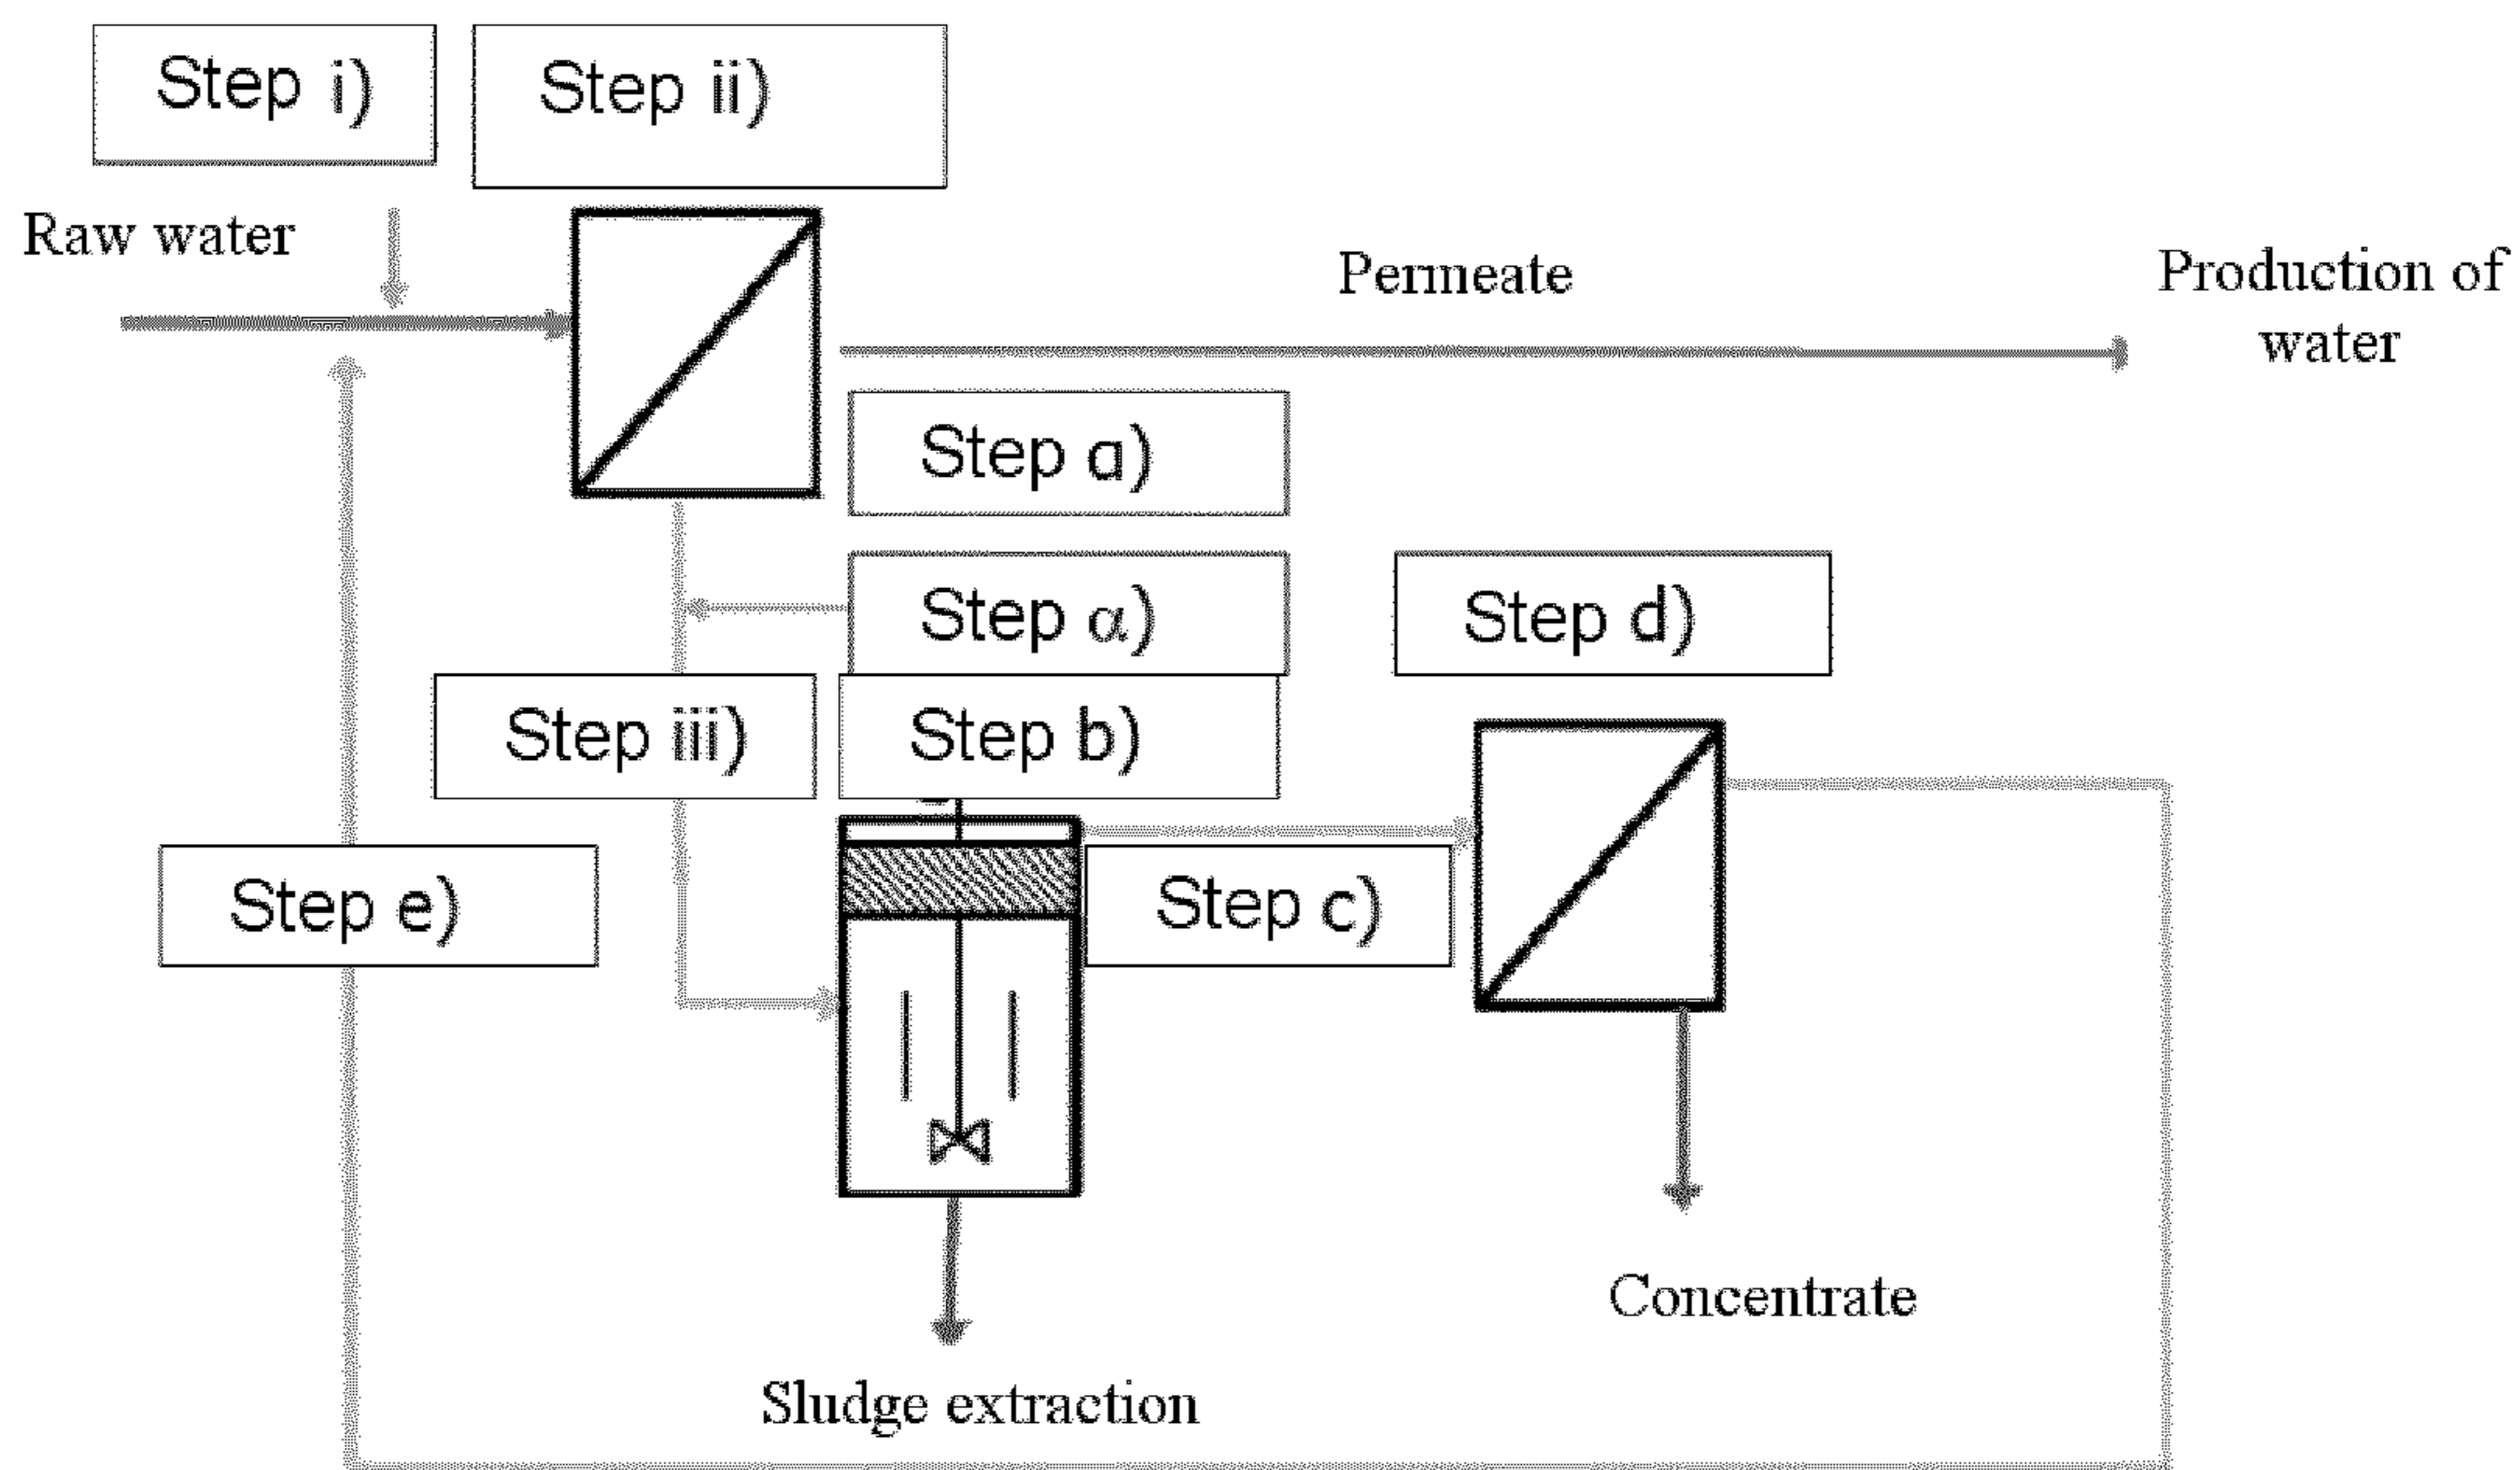 Step i)
Step ii)
Raw water
Permeate
Production of
water
Step a)
Step α)
Step d)
Step iii)
Step b)
Step e)
Step c)
Concentrate
Sludge extraction